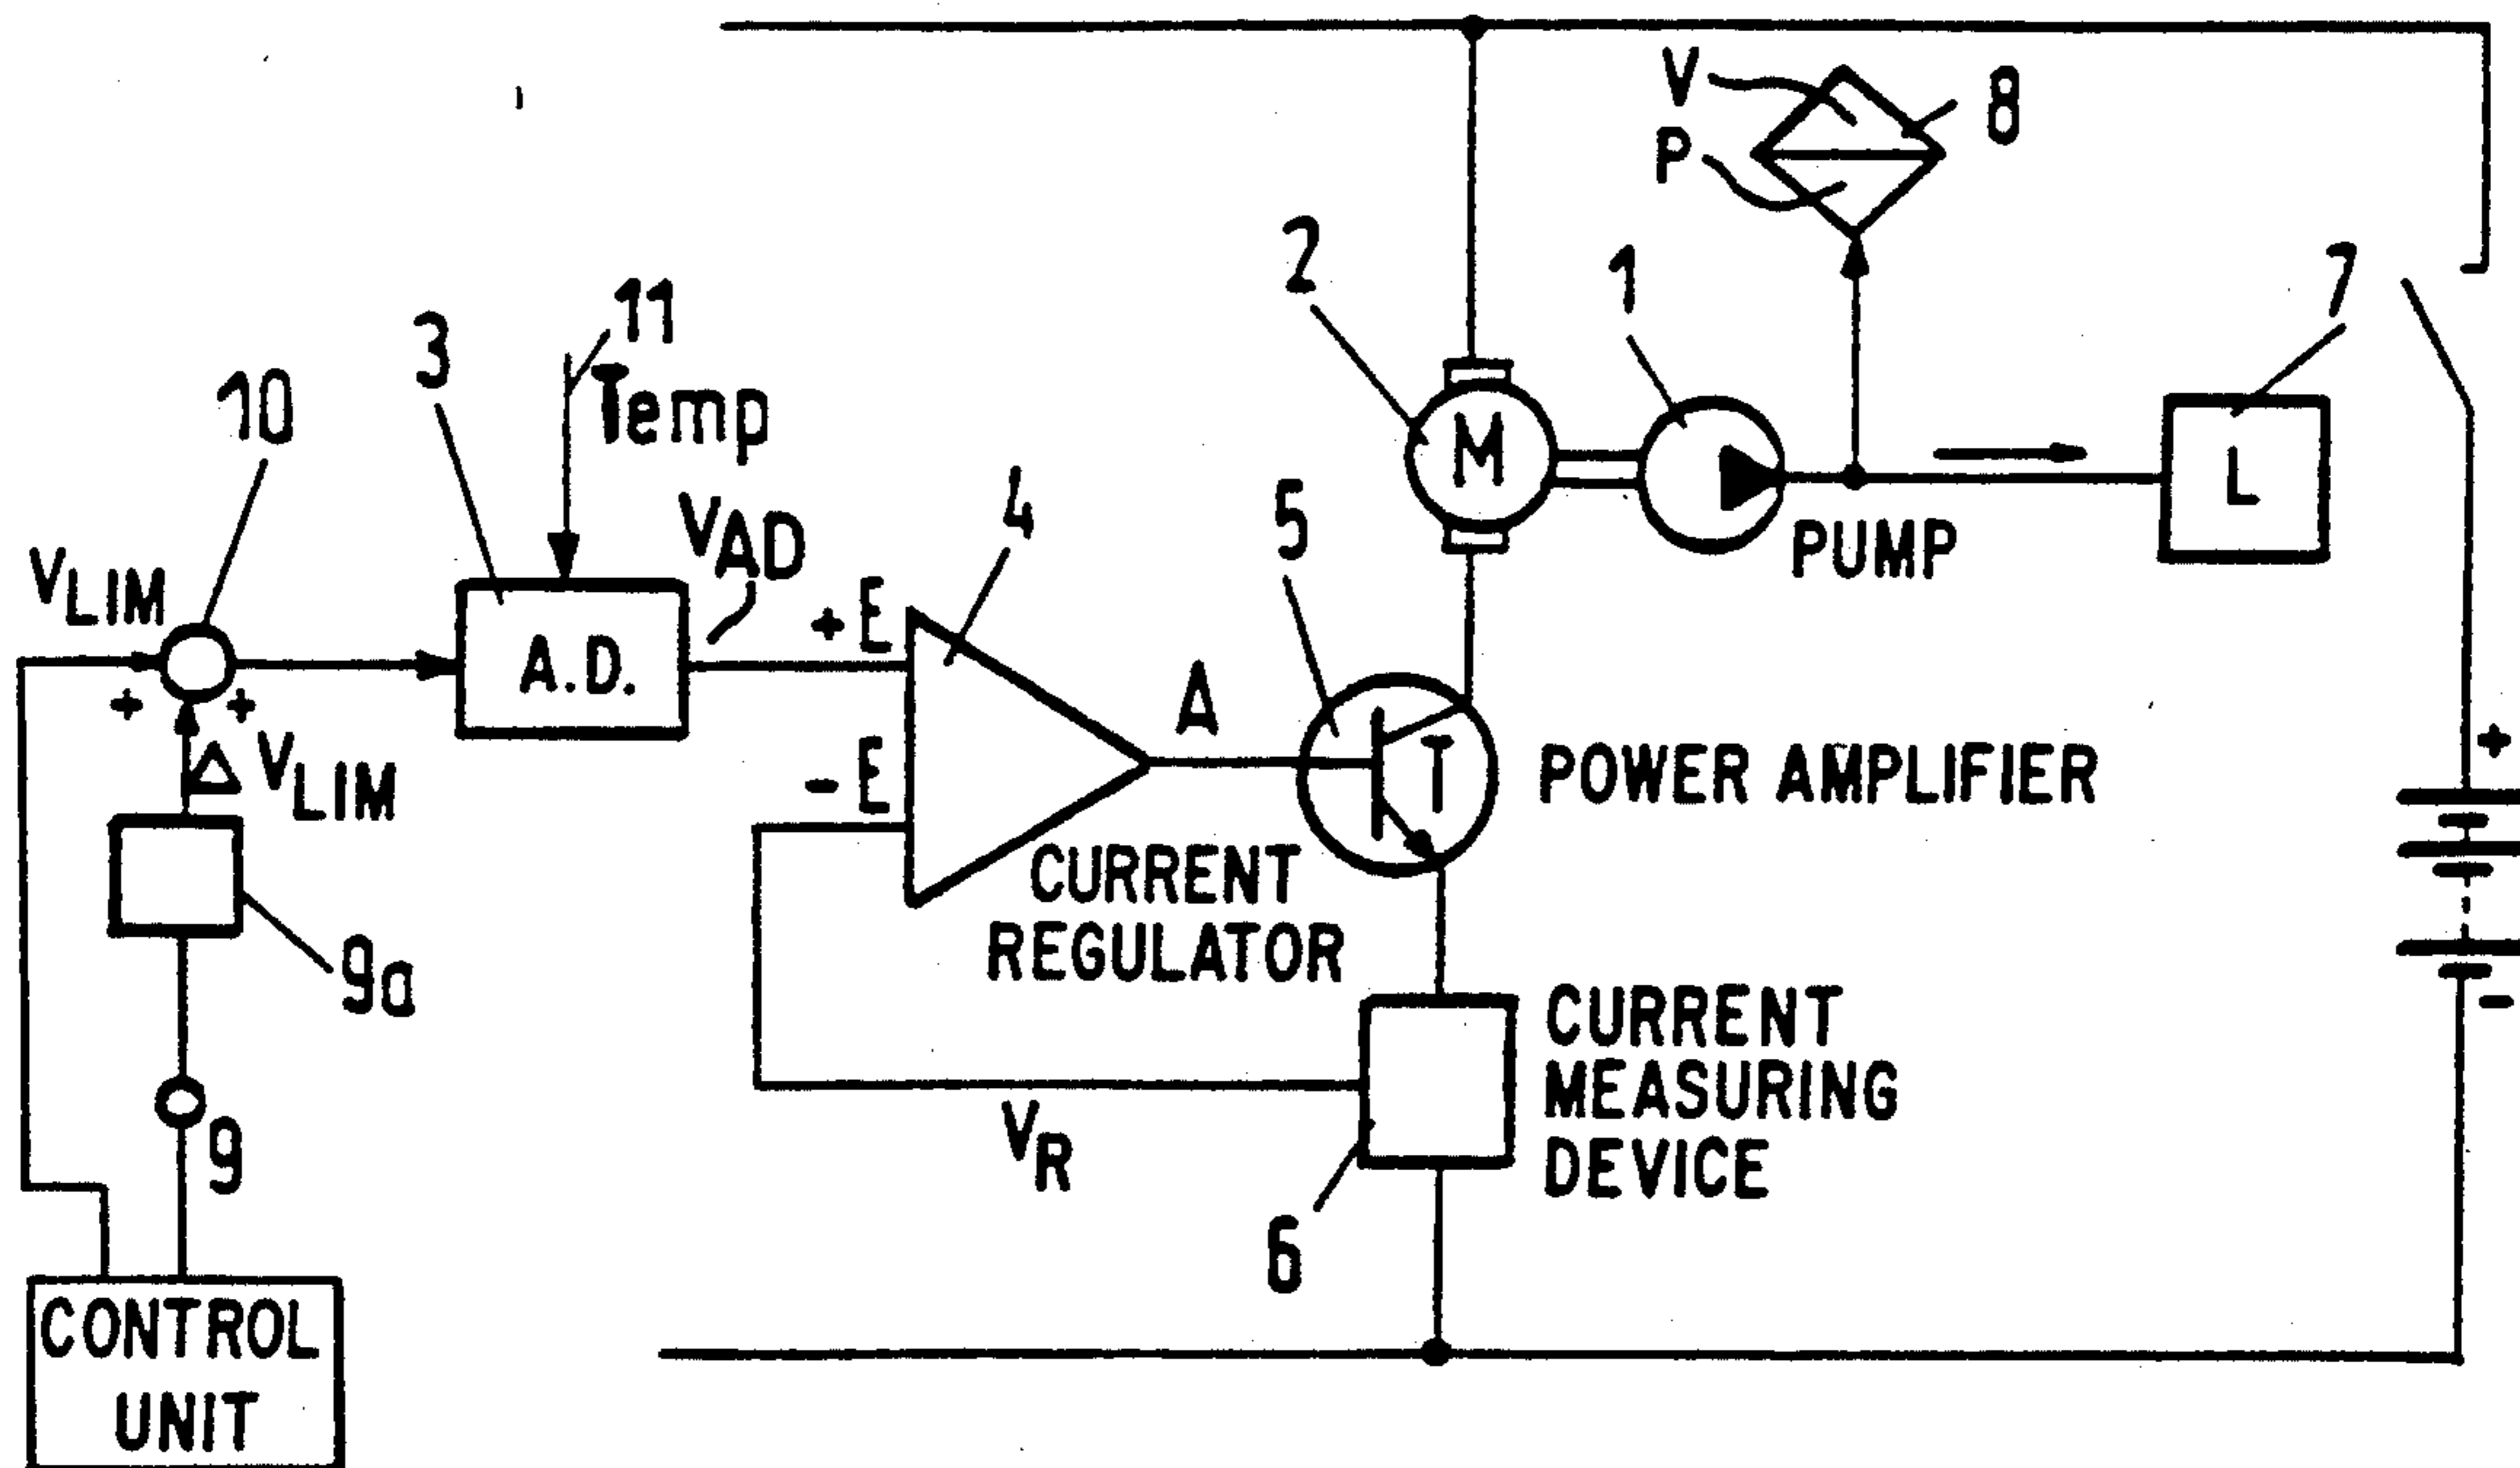 V
P
8
2
1
7
11
Temp
3
10
VAD
4
5
M
L
PUMP
VLIM
+E
A.D.
A
+ +
Δ VLIM
-E
T
POWER AMPLIFIER
+
CURRENT
REGULATOR
9a
-
CURRENT
MEASURING
DEVICE
VR
9
6
CONTROL
UNIT